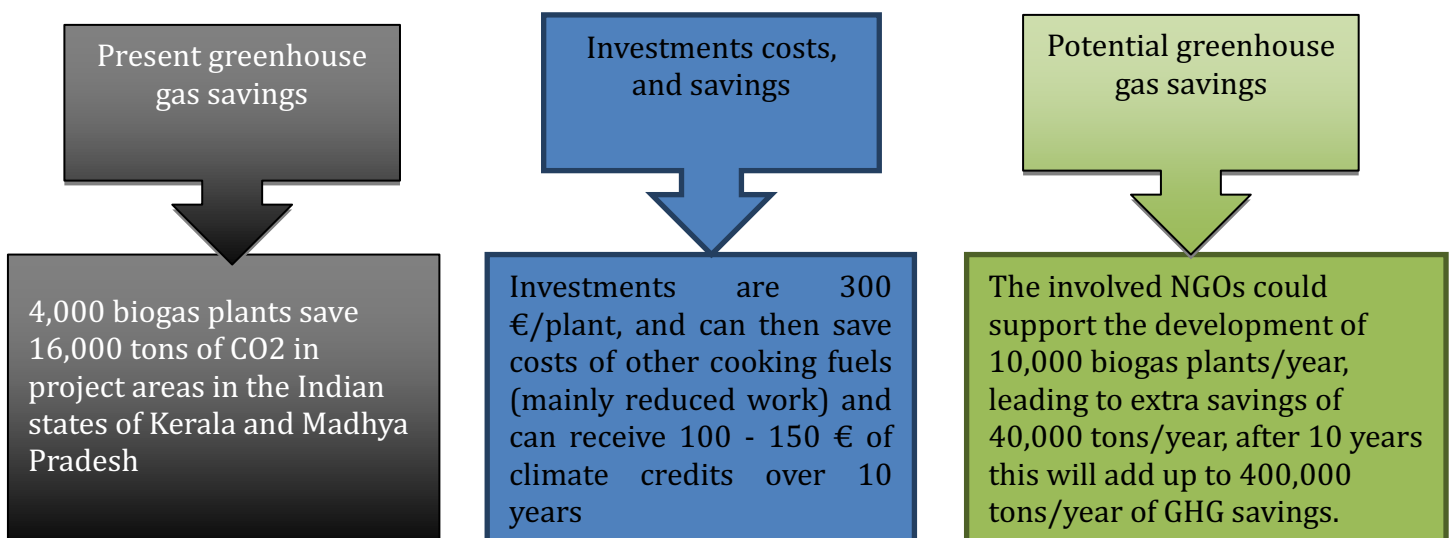 Present greenhouse
gas savings
4,000 biogas plants save
16,000 tons of CO2 in
project areas in the Indian
states of Kerala and Madhya
Pradesh
Investments costs,
and savings
Investments are 300
€/plant, and can then save
costs of other cooking fuels
(mainly reduced work) and
can receive 100 - 150 € of
climate credits over 10
years
Potential greenhouse
gas savings
The involved NGOs could
support the development of
10,000 biogas plants/year,
leading to extra savings of
40,000 tons/year, after 10 years
this will add up to 400,000
tons/year of GHG savings.